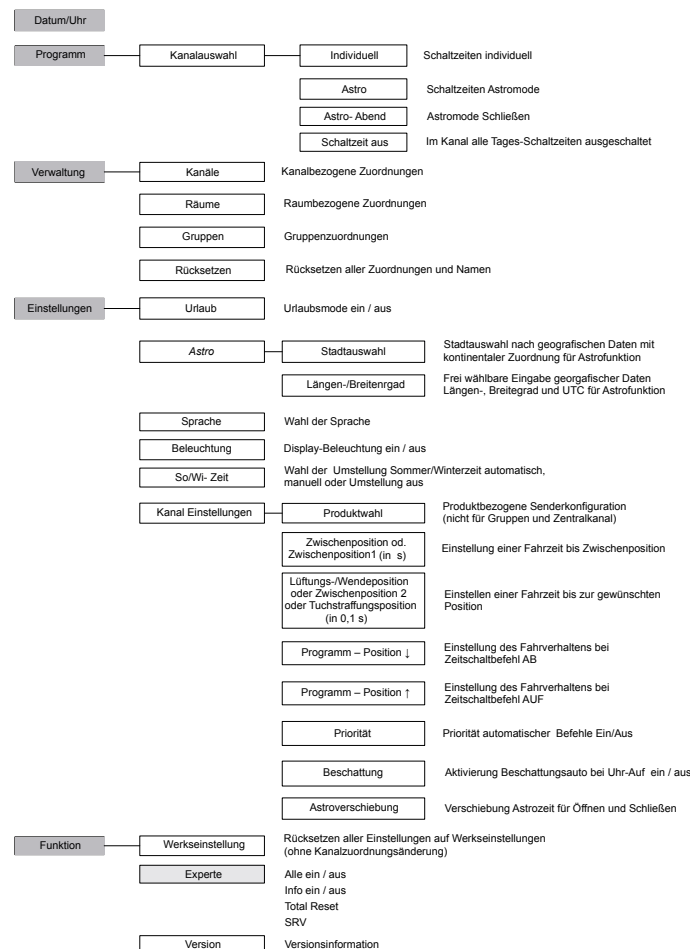 Datum/Uhr
Programm
Kanalauswahl
Individuell
Schaltzeiten individuell
Astro
Schaltzeiten Astromode
Astro- Abend
Astromode Schließen
Schaltzeit aus
Im Kanal alle Tages-Schaltzeiten ausgeschaltet
Verwaltung
Kanäle
Kanalbezogene Zuordnungen
Räume
Raumbezogene Zuordnungen
Gruppen
Gruppenzuordnungen
Rücksetzen
Rücksetzen aller Zuordnungen und Namen
Einstellungen
Urlaub
Urlaubsmode ein / aus
Astro
Stadtauswahl
Stadtauswahl nach geografischen Daten mit
kontinentaler Zuordnung für Astrofunktion
Längen-/Breitenrgad
Frei wählbare Eingabe georgafischer Daten
Längen-, Breitegrad und UTC für Astrofunktion
Sprache
Wahl der Sprache
Beleuchtung
Display-Beleuchtung ein / aus
So/Wi- Zeit
Wahl der Umstellung Sommer/Winterzeit automatisch,
manuell oder Umstellung aus
Kanal Einstellungen
Produktwahl
Produktbezogene Senderkonfiguration
(nicht für Gruppen und Zentralkanal)
Zwischenposition od.
Zwischenposition1 (in s)
Einstellung einer Fahrzeit bis Zwischenposition
Lüftungs-/Wendeposition
oder Zwischenposition 2
oder Tuchstraffungsposition
(in 0,1 s)
Einstellen einer Fahrzeit bis zur gewünschten
Position
Programm – Position ↓
Einstellung des Fahrverhaltens bei
Zeitschaltbefehl AB
Programm – Position ↑
Einstellung des Fahrverhaltens bei
Zeitschaltbefehl AUF
Priorität
Priorität automatischer Befehle Ein/Aus
Beschattung
Aktivierung Beschattungsauto bei Uhr-Auf ein / aus
Astroverschiebung
Verschiebung Astrozeit für Öffnen und Schließen
Funktion
Werkseinstellung
Rücksetzen aller Einstellungen auf Werkseinstellungen
(ohne Kanalzuordnungsänderung)
Experte
Alle ein / aus
Info ein / aus
Total Reset
SRV
Version
Versionsinformation